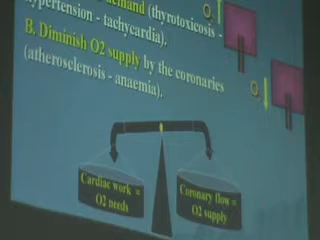 demand (thyrotoxicosis -
hypertension - tachycardia).
B. Diminish O2 supply by the coronaries
(atherosclerosis - anaemia).
Cardiac work =
O2 needs
Coronary flow =
O2 supply